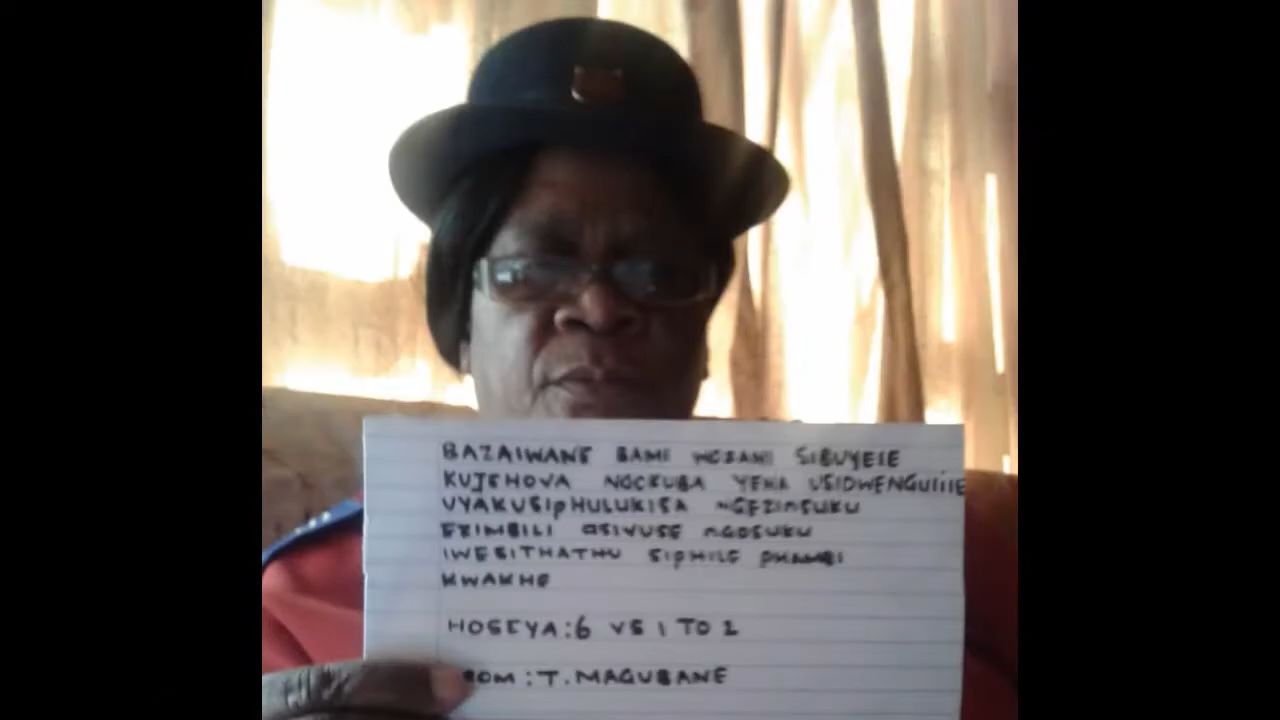 BAZALWANE BAMI WOZANI SIBUYELE
KUJEHOVA NGOKUBA YENA USIDWENGULILE
UYAKUSIPHULUKISA NGEZINSUKU
EZIMBILI ASIVUSE NGOSUKU
LWESITHATHU SIPHILE PHAMBI
KWAKHE
HOSEYA:6 VS 1 TO 2
FROM: T. MAGUBANE